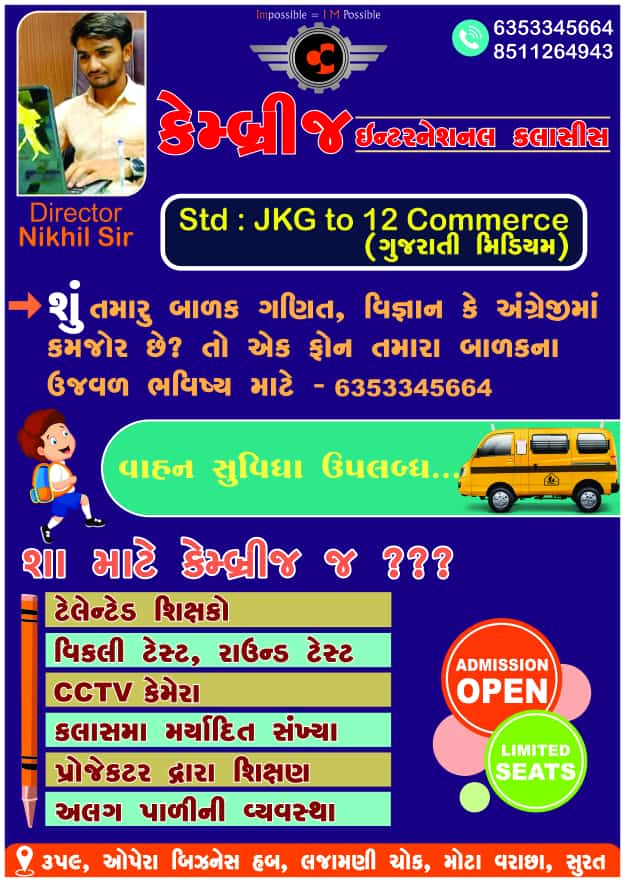 Impossible = I M Possible
6353345664
8511264943
કેમ્બ્રીજ ઇન્ટરનેશનલ કલાસીસ
Director
Nikhil Sir
Std : JKG to 12 Commerce
(ગુજરાતી મિડિયમ)
શું તમારુ બાળક ગણિત, વિજ્ઞાન કે અંગ્રેજીમાં
કમજોર છે? તો એક ફોન તમારા બાળકના
ઉજવળ ભવિષ્ય માટે - 6353345664
વાહન સુવિધા ઉપલબ્ધ...
શા માટે કેમ્બ્રીજ જ ???
ટેલેન્ટેડ શિક્ષકો
વિકલી ટેસ્ટ, રાઉન્ડ ટેસ્ટ
CCTV કેમેરા
કલાસમા મર્યાદિત સંખ્યા
પ્રોજેકટર દ્વારા શિક્ષણ
અલગ પાળીની વ્યવસ્થા
ADMISSION
OPEN
LIMITED
SEATS
૩૫૯, ઓપેરા બિઝનેસ હબ, લજામણી ચોક, મોટા વરાછા, સુરત